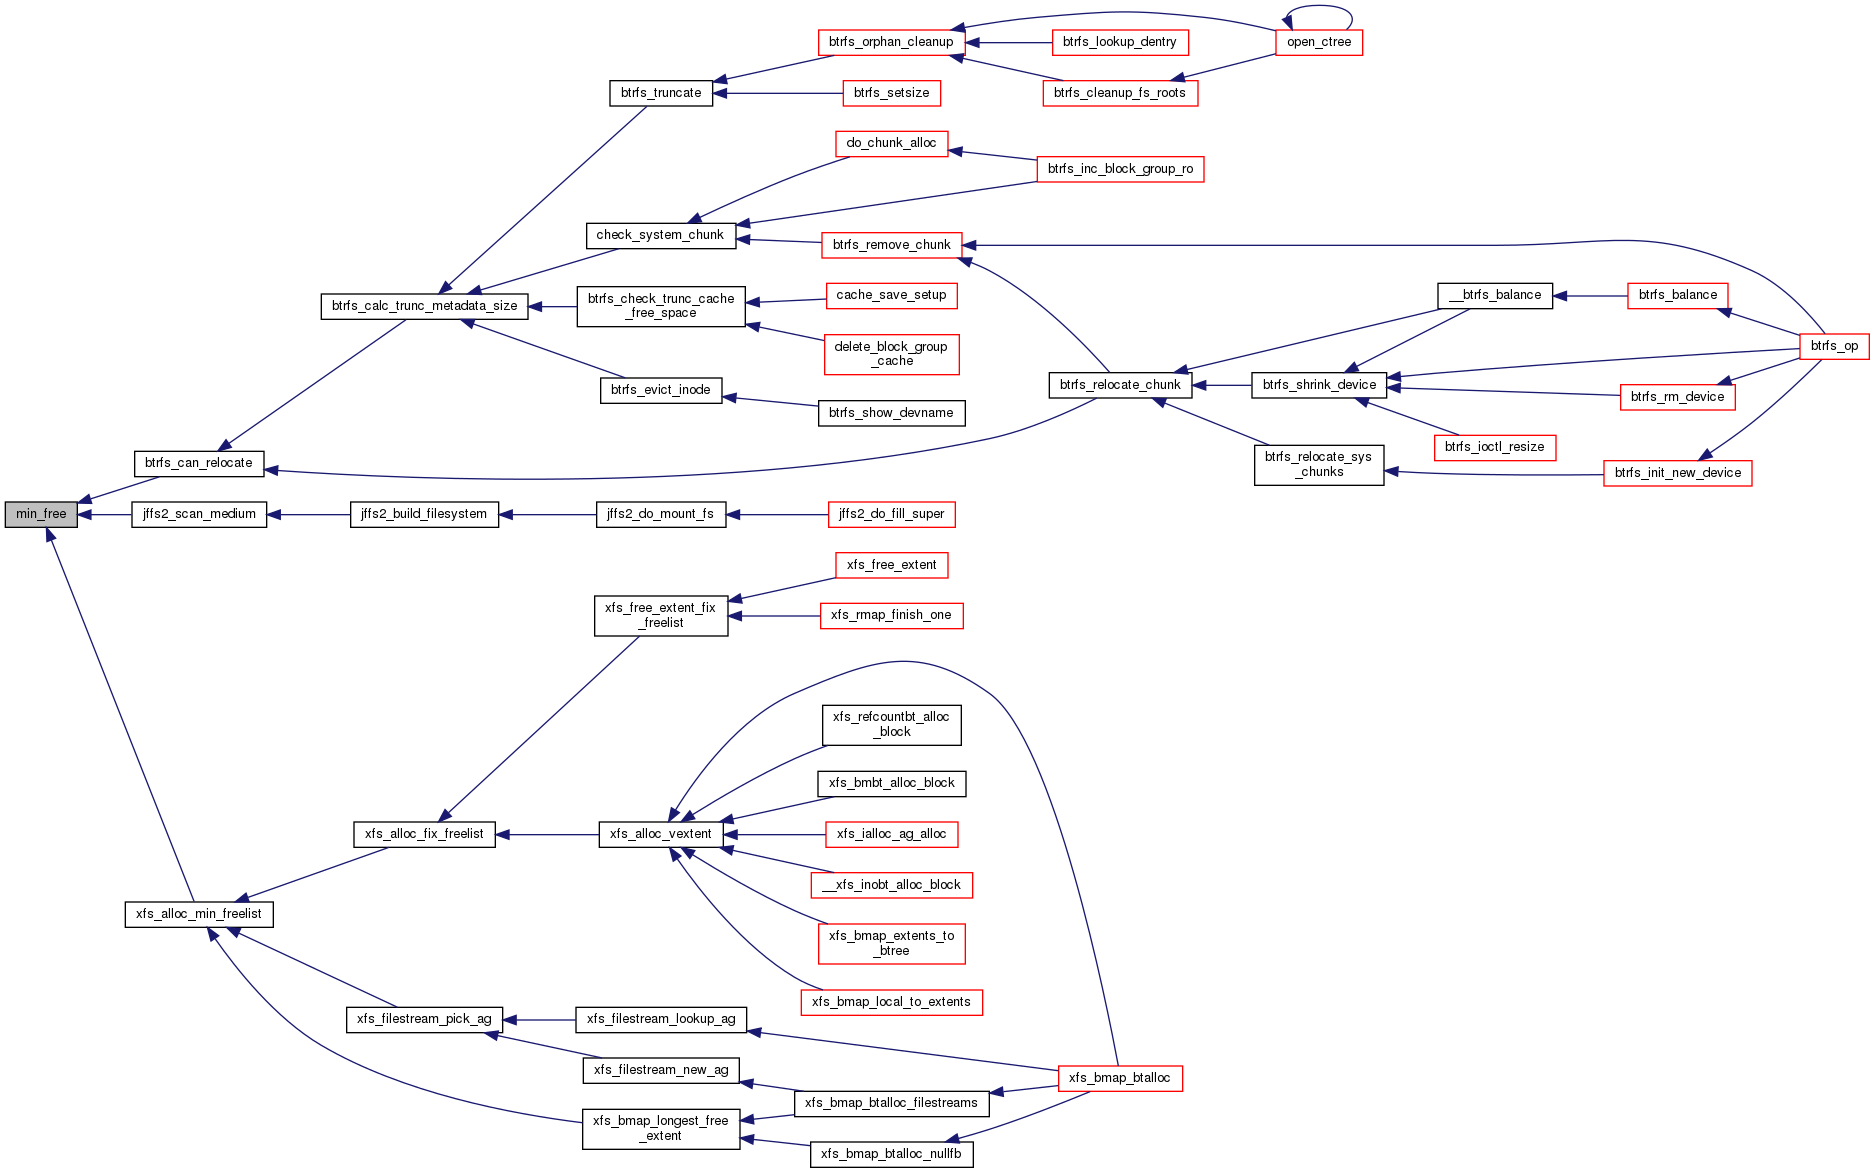 btrfs_orphan_cleanup
btrfs_lookup_dentry
open_ctree
btrfs_truncate
btrfs_setsize
btrfs_cleanup_fs_roots
do_chunk_alloc
btrfs_inc_block_group_ro
check_system_chunk
btrfs_remove_chunk
btrfs_calc_trunc_metadata_size
btrfs_check_trunc_cache
_free_space
cache_save_setup
__btrfs_balance
btrfs_balance
delete_block_group
_cache
btrfs_op
btrfs_evict_inode
btrfs_show_devname
btrfs_relocate_chunk
btrfs_shrink_device
btrfs_rm_device
btrfs_ioctl_resize
btrfs_can_relocate
btrfs_relocate_sys
_chunks
btrfs_init_new_device
min_free
jffs2_scan_medium
jffs2_build_filesystem
jffs2_do_mount_fs
jffs2_do_fill_super
xfs_free_extent
xfs_free_extent_fix
_freelist
xfs_rmap_finish_one
xfs_refcountbt_alloc
_block
xfs_bmbt_alloc_block
xfs_alloc_fix_freelist
xfs_alloc_vextent
xfs_ialloc_ag_alloc
__xfs_inobt_alloc_block
xfs_alloc_min_freelist
xfs_bmap_extents_to
_btree
xfs_bmap_local_to_extents
xfs_filestream_pick_ag
xfs_filestream_lookup_ag
xfs_filestream_new_ag
xfs_bmap_btalloc
xfs_bmap_btalloc_filestreams
xfs_bmap_longest_free
_extent
xfs_bmap_btalloc_nullfb